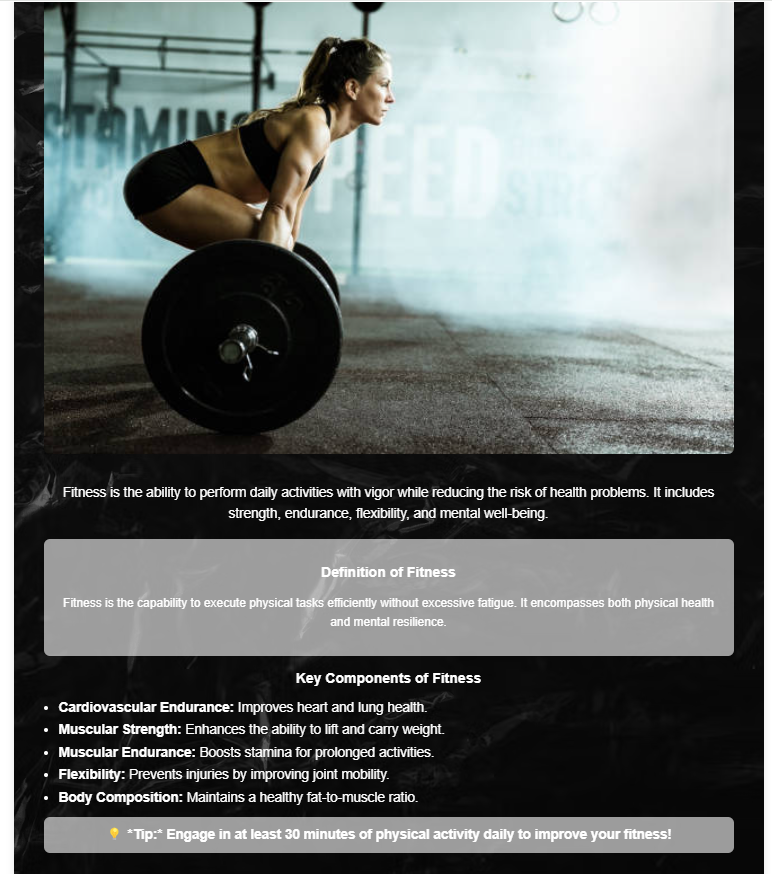 STAMINA
SPEED
Fitness is the ability to perform daily activities with vigor while reducing the risk of health problems. It includes
strength, endurance, flexibility, and mental well-being.
Definition of Fitness
Fitness is the capability to execute physical tasks efficiently without excessive fatigue. It encompasses both physical health
and mental resilience.
Key Components of Fitness
• Cardiovascular Endurance: Improves heart and lung health.
• Muscular Strength: Enhances the ability to lift and carry weight.
• Muscular Endurance: Boosts stamina for prolonged activities.
• Flexibility: Prevents injuries by improving joint mobility.
• Body Composition: Maintains a healthy fat-to-muscle ratio.
💡 *Tip:* Engage in at least 30 minutes of physical activity daily to improve your fitness!